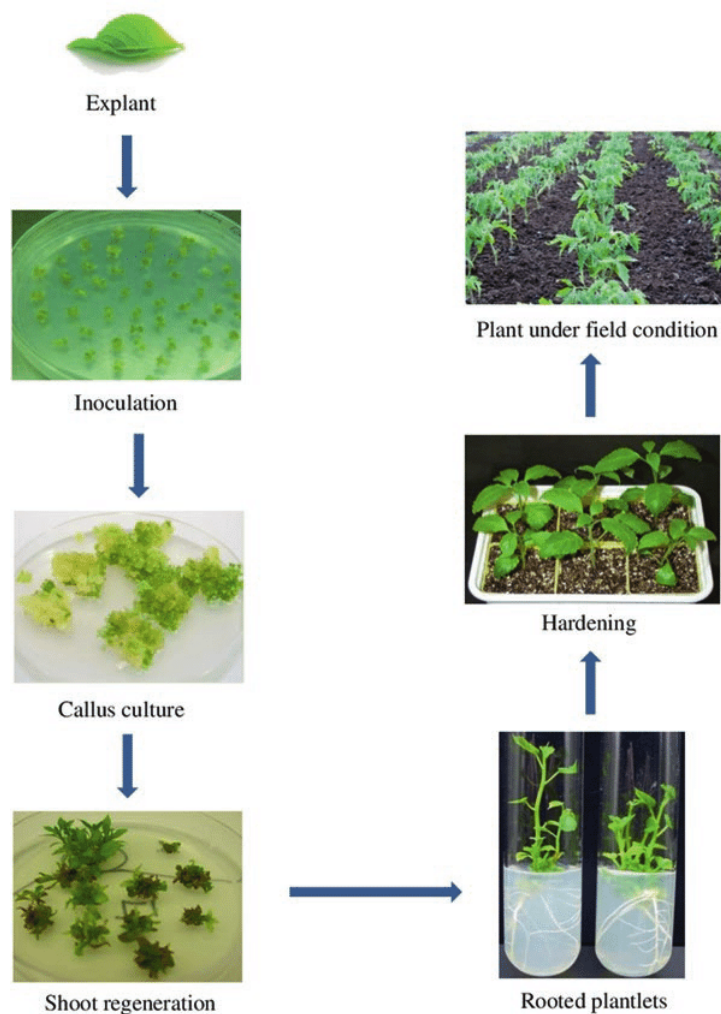 Explant
Inoculation
Callus culture
Shoot regeneration
Rooted plantlets
Hardening
Plant under field condition